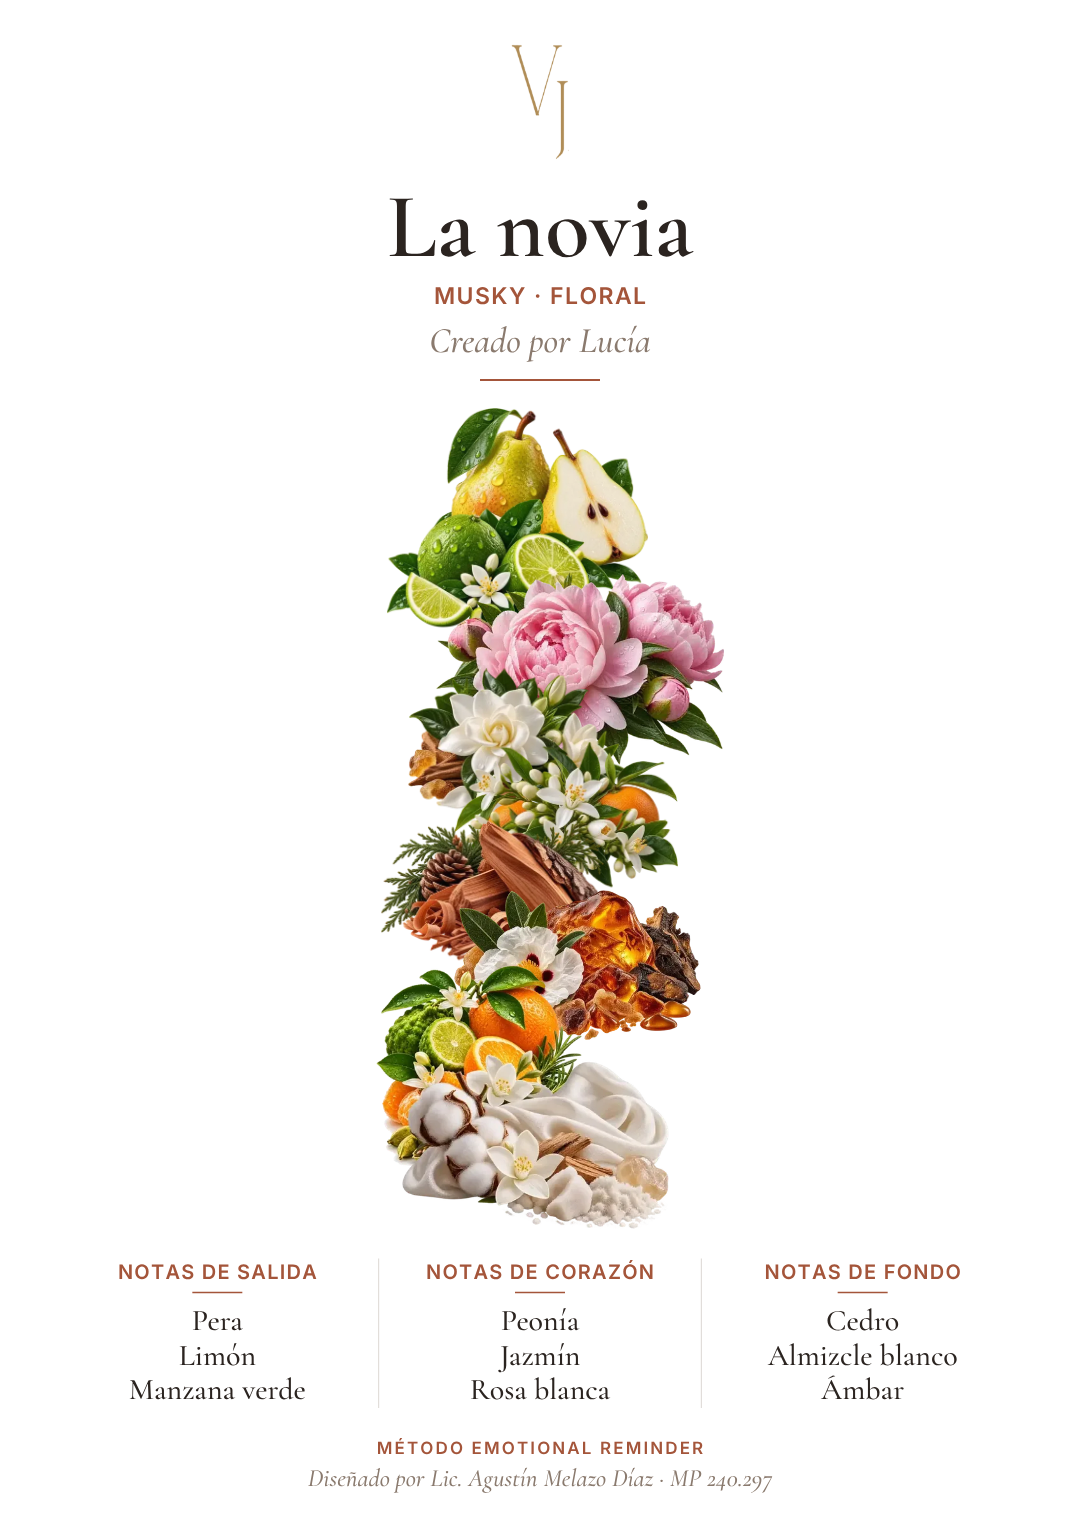 VJ
La novia
MUSKY · FLORAL
Creado por Lucía
NOTAS DE SALIDA
Pera
Limón
Manzana verde
NOTAS DE CORAZÓN
Peonía
Jazmín
Rosa blanca
NOTAS DE FONDO
Cedro
Almizcle blanco
Ámbar
MÉTODO EMOTIONAL REMINDER
Diseñado por Lic. Agustín Melazo Díaz · MP 240.297